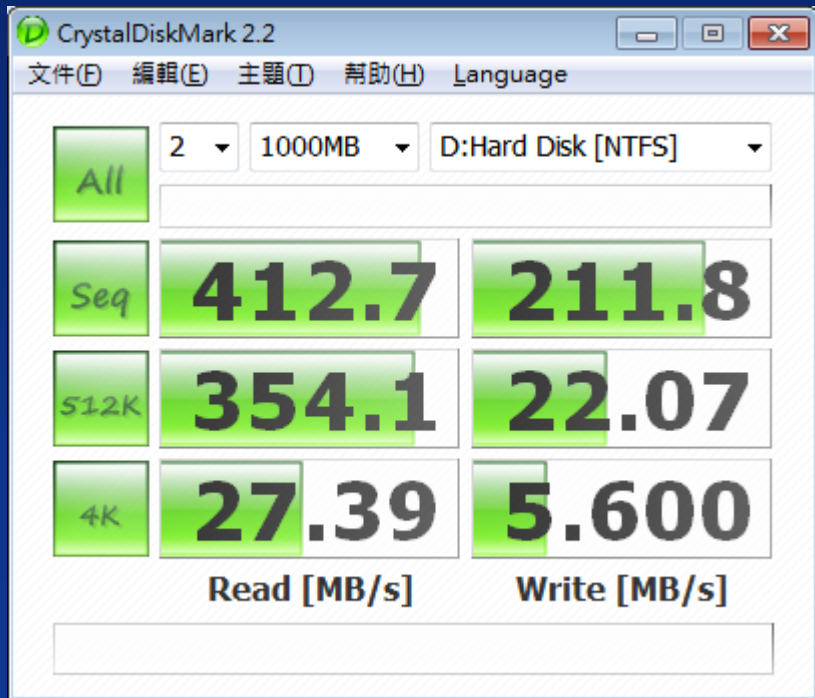 CrystalDiskMark 2.2
文件(F) 編輯(E) 主題(T) 幫助(H) Language
All 2 1000MB D:Hard Disk [NTFS]
Seq 412.7 211.8
512K 354.1 22.07
4K 27.39 5.600
Read [MB/s] Write [MB/s]